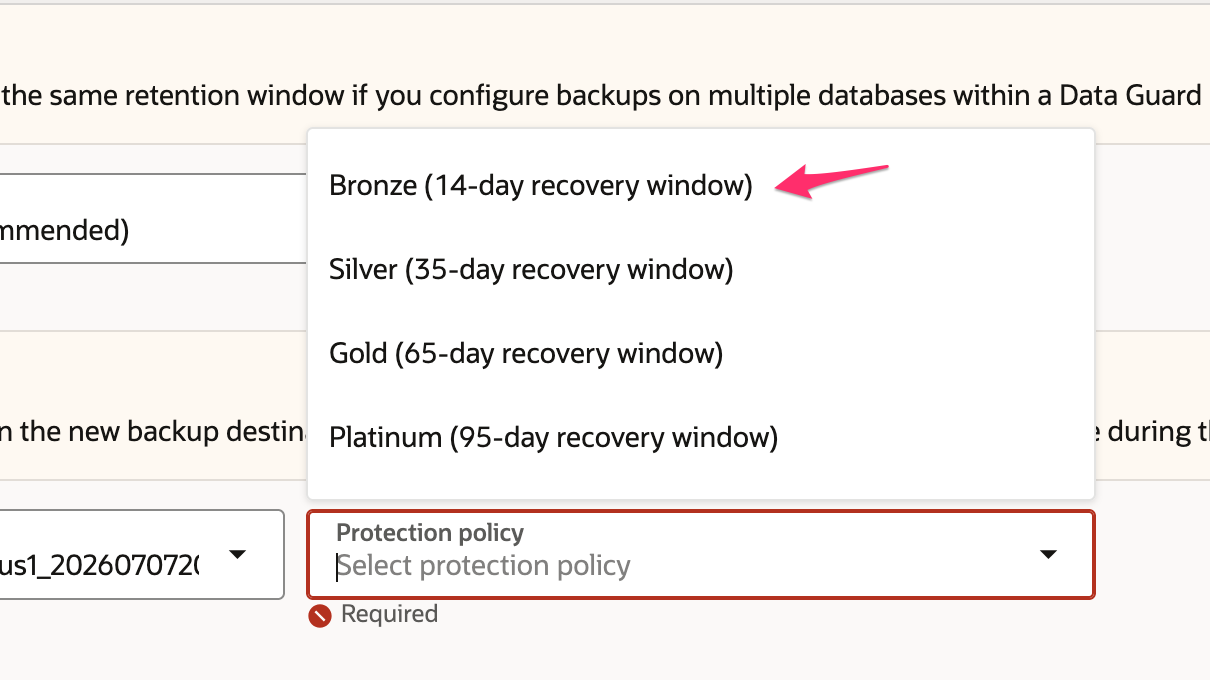 the same retention window if you configure backups on multiple databases within a Data Guard
Bronze (14-day recovery window)
mmended)
Silver (35-day recovery window)
Gold (65-day recovery window)
n the new backup destin
Platinum (95-day recovery window)
e during
Protection policy
us1_2026070720
Select protection policy
Required